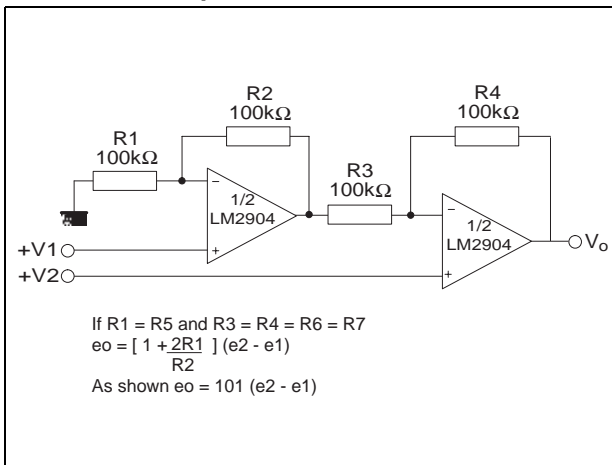 R2
100kΩ
R4
100kΩ
R1
100kΩ
R3
100kΩ
1/2
LM2904
1/2
LM2904
+V1
+V2
Vo
If R1 = R5 and R3 = R4 = R6 = R7
eo = [ 1 + 2R1 ] (e2 - e1)
R2
As shown eo = 101 (e2 - e1)